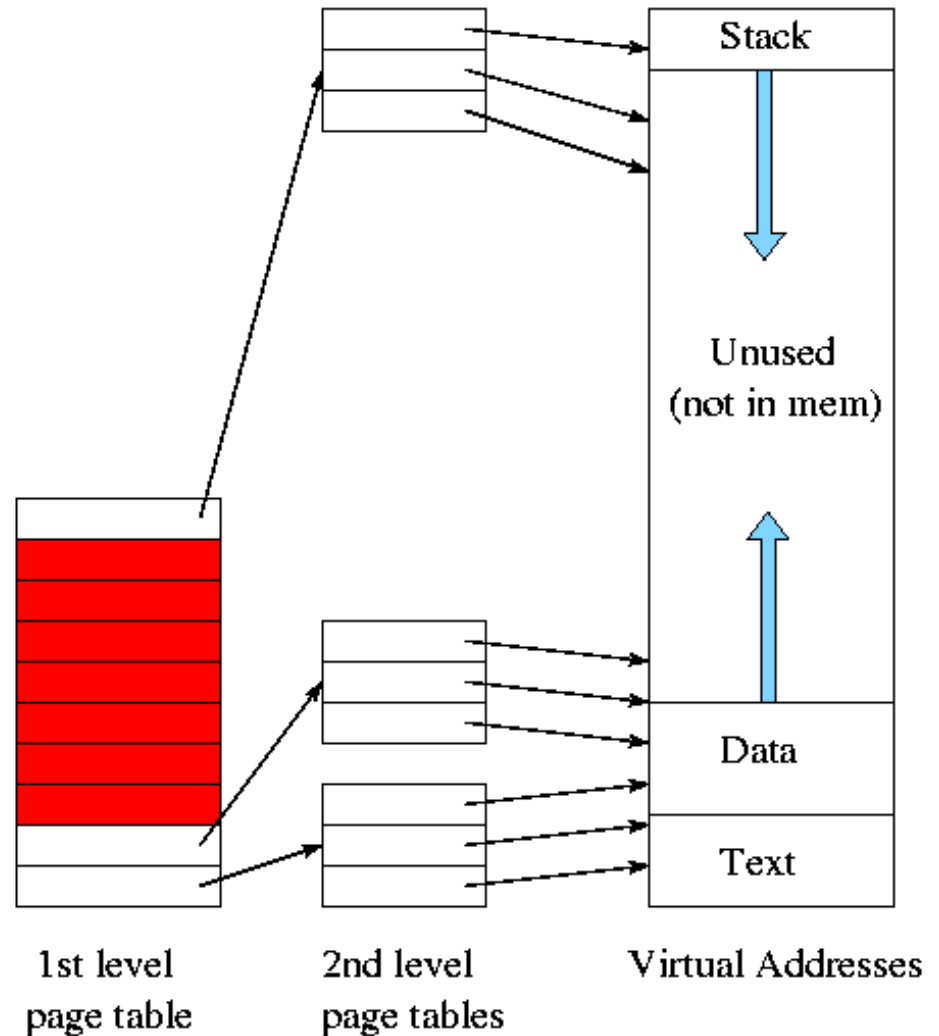 Stack
Unused
(not in mem)
Data
Text
1st level
page table
2nd level
page tables
Virtual Addresses